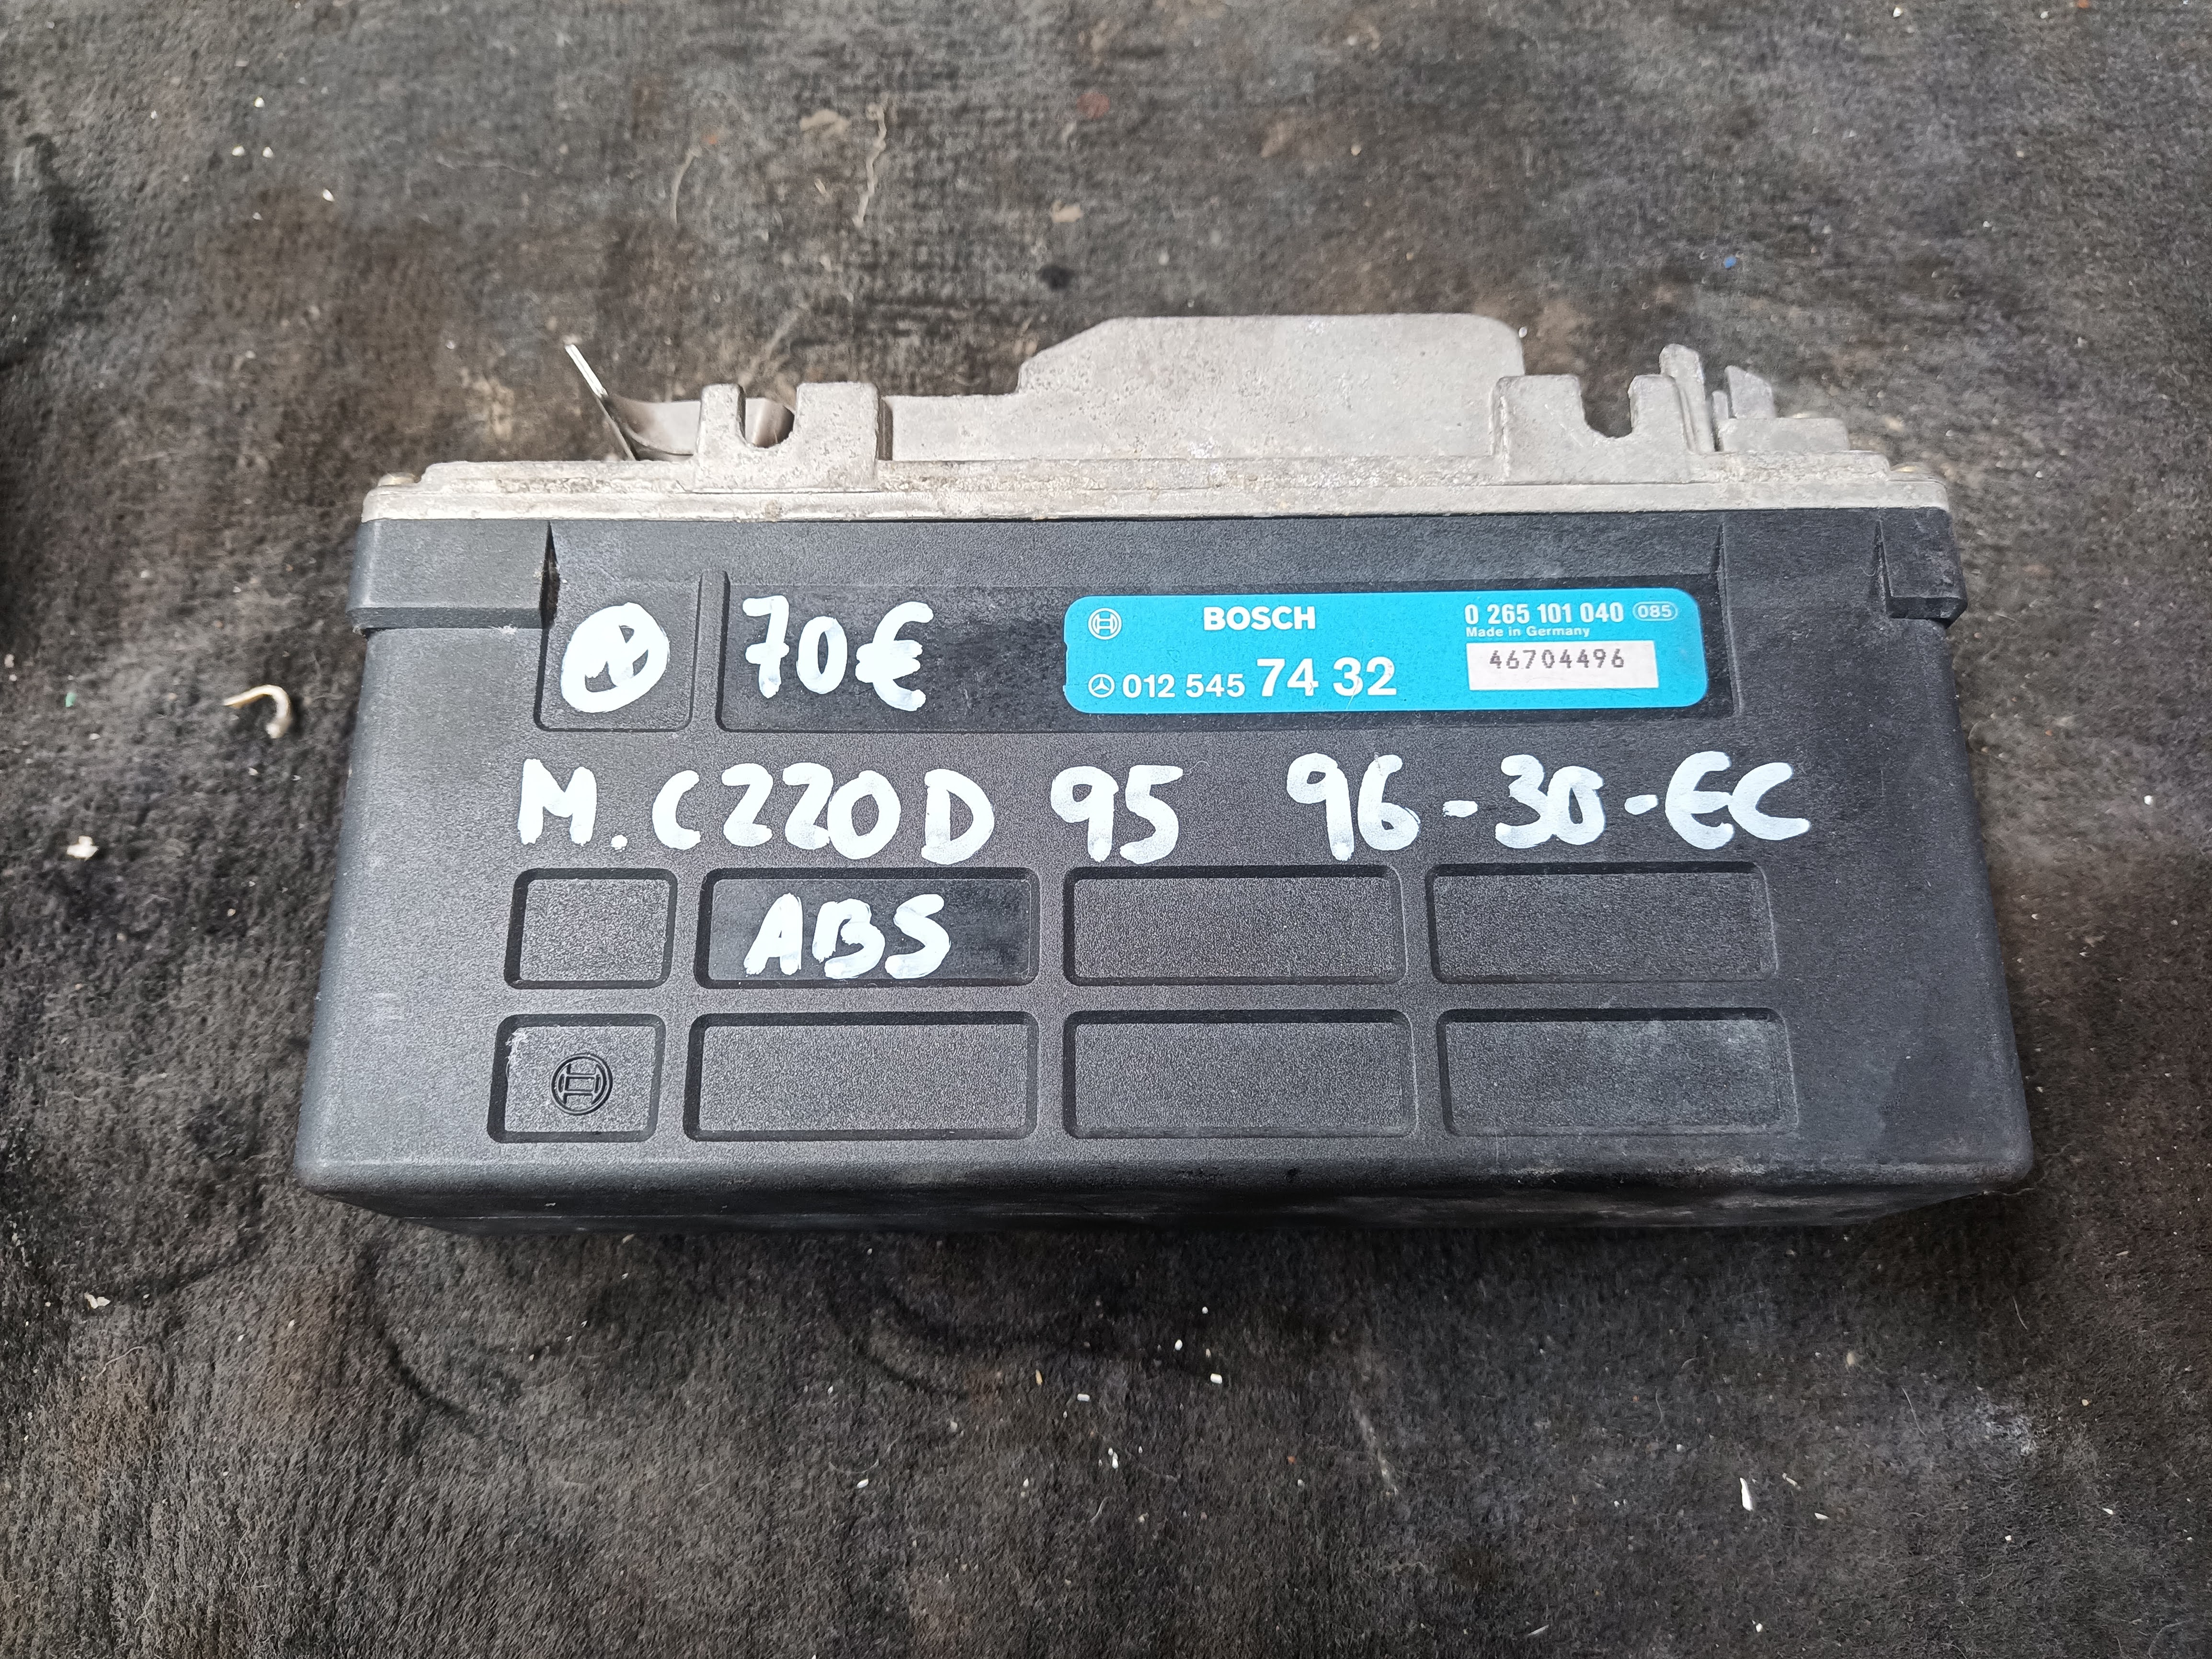 70€
BOSCH
0 265 101 040 085
Made in Germany
012 545 74 32
46704496
M. C220D 95 96-30-EC
ABS